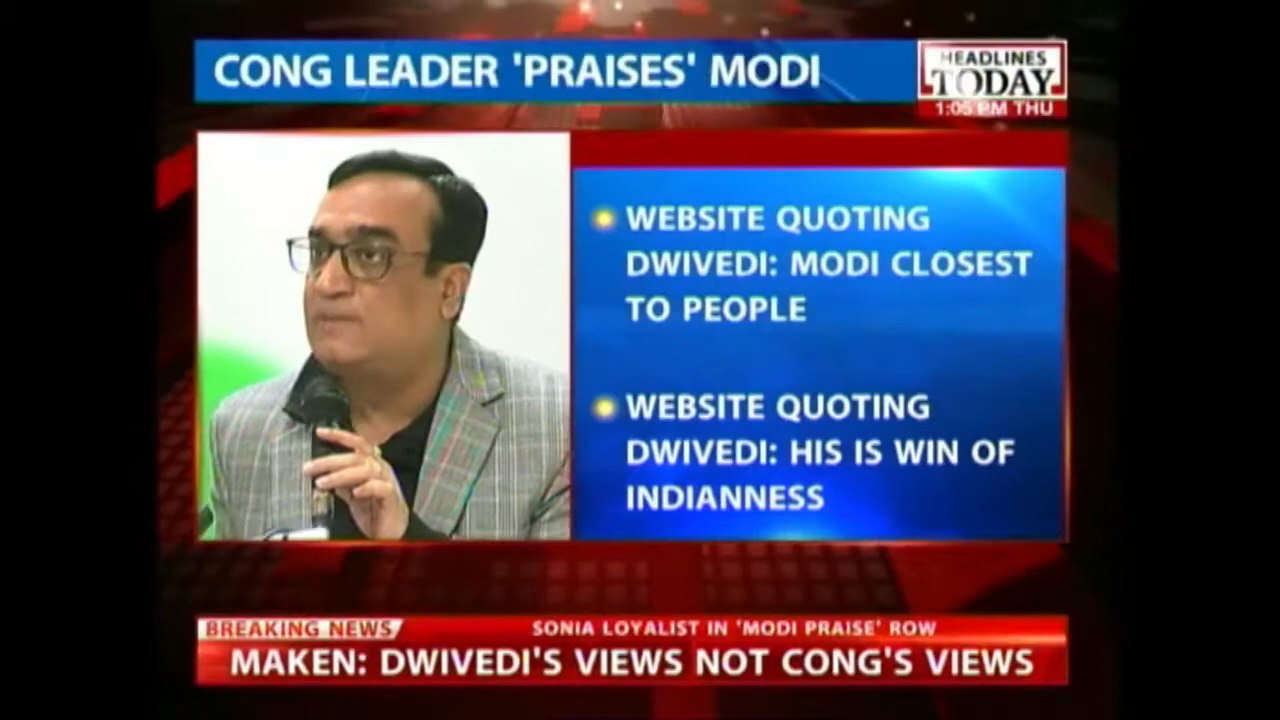 CONG LEADER 'PRAISES' MODI
HEADLINES
TODAY
1:05 PM THU
WEBSITE QUOTING
DWIVEDI: MODI CLOSEST
TO PEOPLE
WEBSITE QUOTING
DWIVEDI: HIS IS WIN OF
INDIANNESS
BREAKING NEWS
SONIA LOYALIST IN 'MODI PRAISE' ROW
MAKEN: DWIVEDI'S VIEWS NOT CONG'S VIEWS